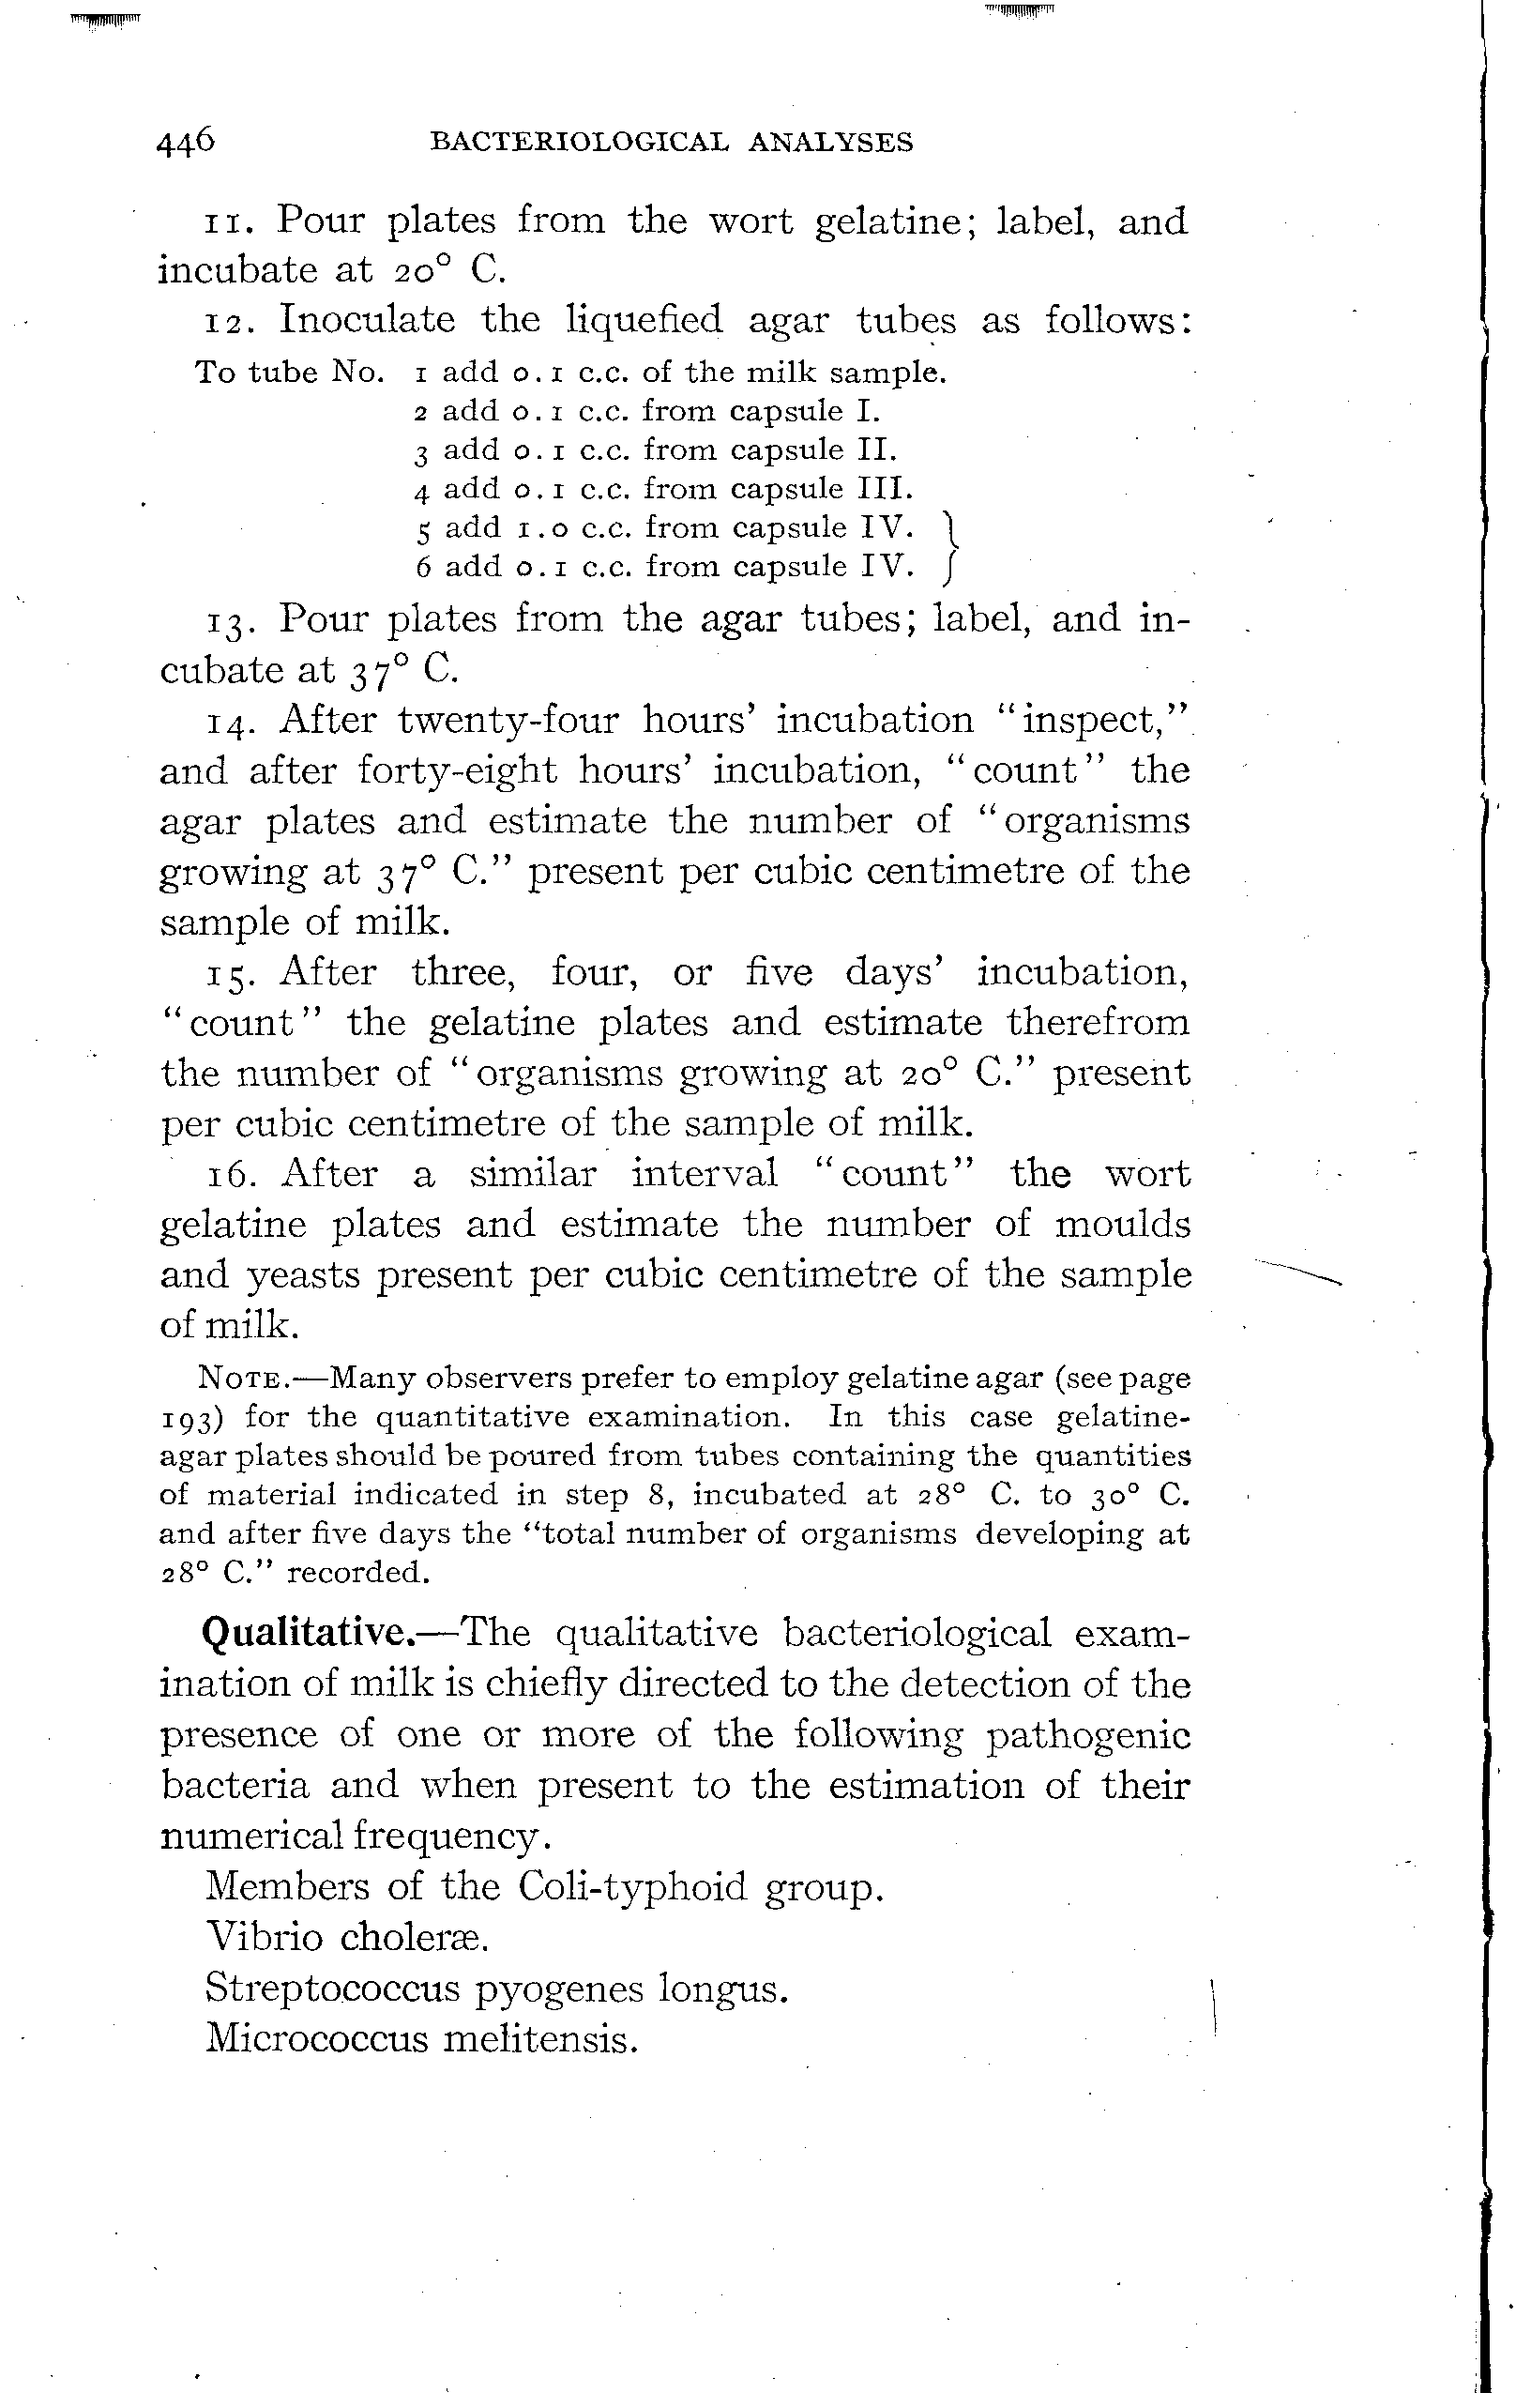 446 BACTERIOLOGICAL ANALYSES
11. Pour plates from the wort gelatine; label, and
incubate at 20° C.
12. Inoculate the liquefied agar tubes as follows:
To tube No. 1 add 0.1 c.c. of the milk sample.
2 add 0.1 c.c. from capsule I.
3 add 0.1 c.c. from capsule II.
4 add 0.1 c.c. from capsule III.
5 add 1.0 c.c. from capsule IV. }
6 add 0.1 c.c. from capsule IV.
13. Pour plates from the agar tubes; label, and in-
cubate at 37° C.
14. After twenty-four hours' incubation "inspect,"
and after forty-eight hours' incubation, "count" the
agar plates and estimate the number of "organisms
growing at 37° C." present per cubic centimetre of the
sample of milk.
15. After three, four, or five days' incubation,
"count" the gelatine plates and estimate therefrom
the number of "organisms growing at 20° C." present
per cubic centimetre of the sample of milk.
16. After a similar interval "count" the wort
gelatine plates and estimate the number of moulds
and yeasts present per cubic centimetre of the sample
of milk.
NOTE.—Many observers prefer to employ gelatine agar (see page
193) for the quantitative examination. In this case gelatine-
agar plates should be poured from tubes containing the quantities
of material indicated in step 8, incubated at 28° C. to 30° C.
and after five days the "total number of organisms developing at
28° C." recorded.
Qualitative.—The qualitative bacteriological exam-
ination of milk is chiefly directed to the detection of the
presence of one or more of the following pathogenic
bacteria and when present to the estimation of their
numerical frequency.
Members of the Coli-typhoid group.
Vibrio choleræ.
Streptococcus pyogenes longus.
Micrococcus melitensis.